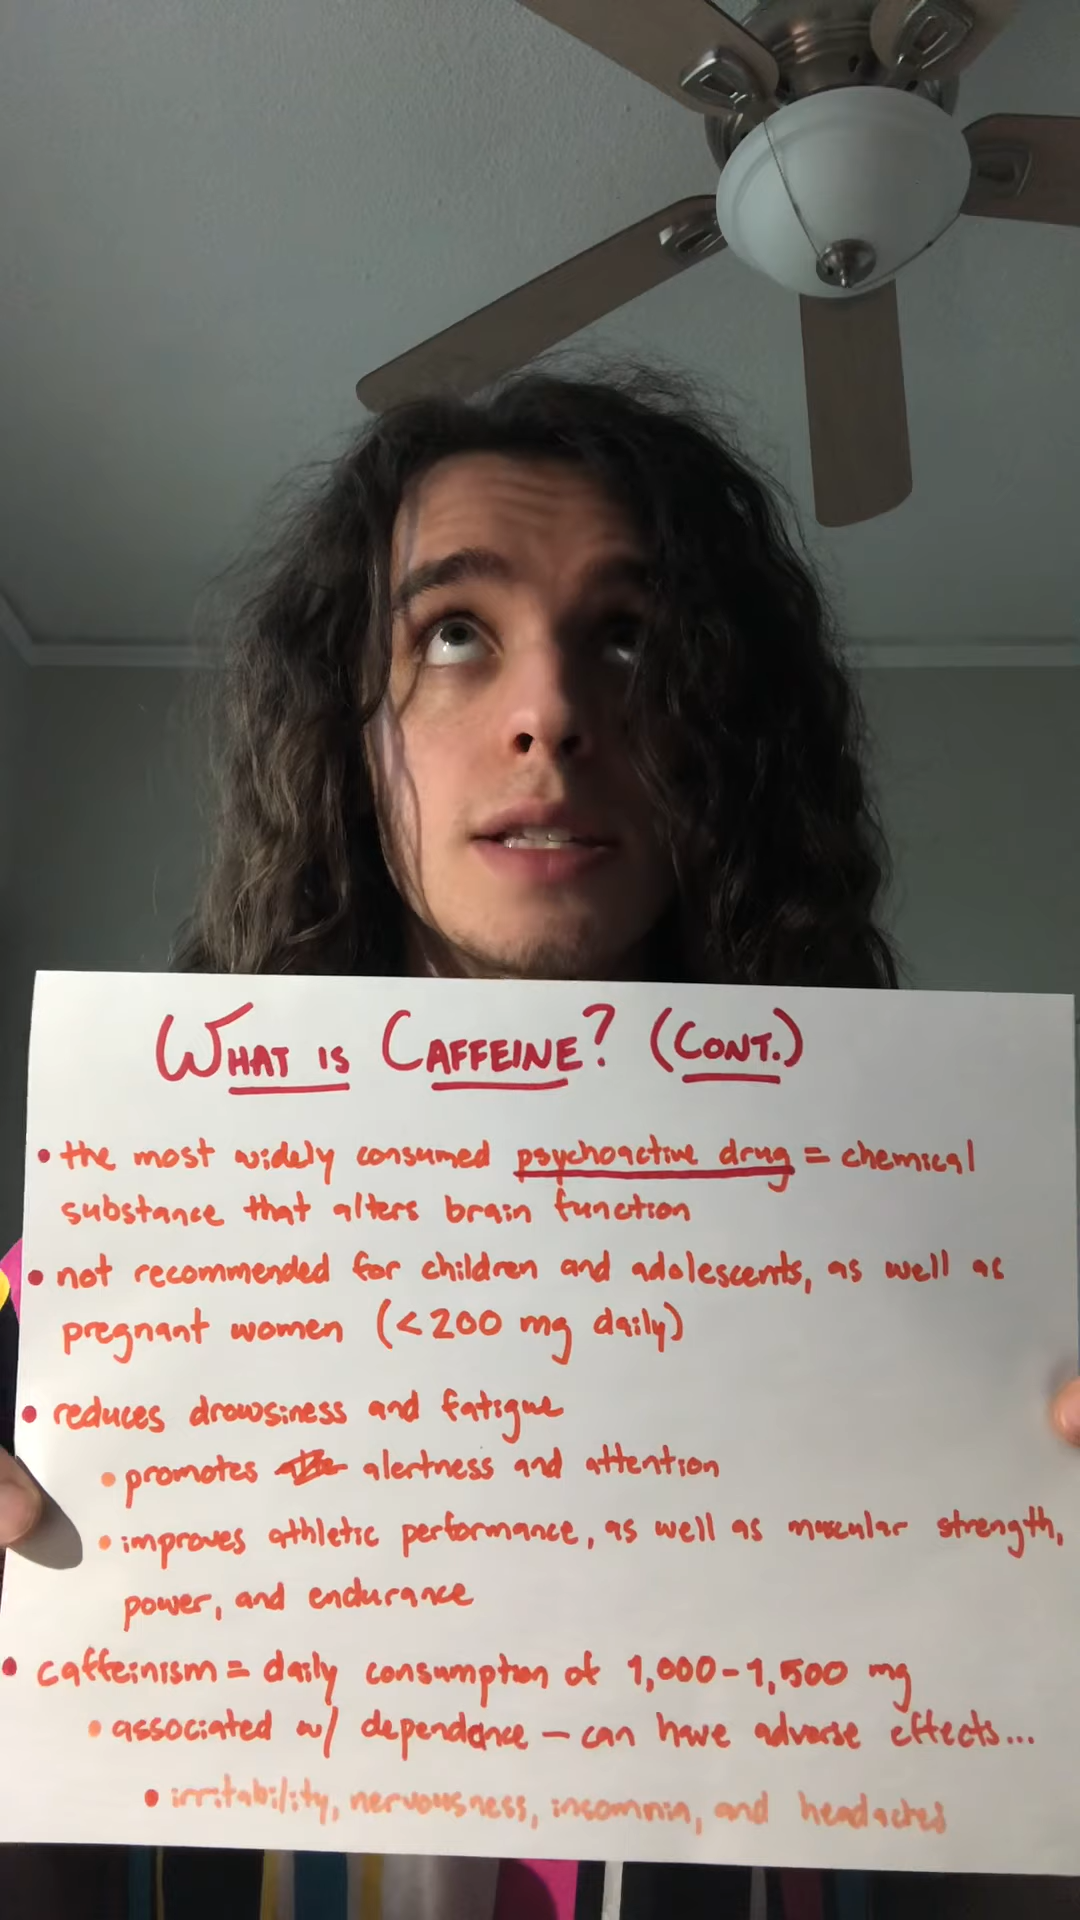 WHAT IS CAFFEINE? (CONT.)
• the most widely consumed psychoactive drug = chemical
substance that alters brain function
• not recommended for children and adolescents, as well as
pregnant women (<200 mg daily)
• reduces drowsiness and fatigue
• promotes alertness and attention
• improves athletic performance, as well as muscular strength,
power, and endurance
• caffeinism = daily consumption of 1,000-1,500 mg
• associated w/ dependence – can have adverse effects...
• irritability, nervousness, insomnia, and headaches